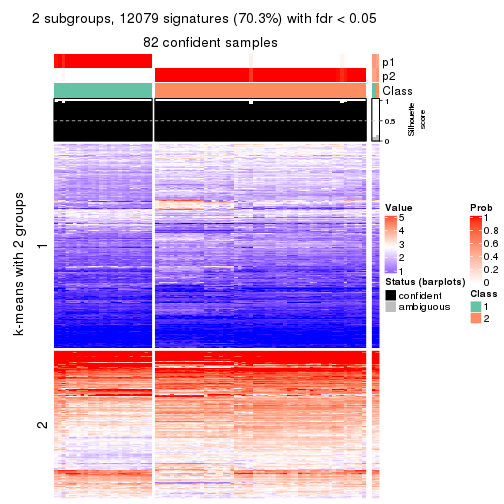 2 subgroups, 12079 signatures (70.3%) with fdr < 0.05
82 confident samples
p1
p2
Class
1
0.5
0
Silhouette
score
k-means with 2 groups
1
2
Value
5
4
3
2
1
Status (barplots)
confident
ambiguous
Prob
1
0.8
0.6
0.4
0.2
0
Class
1
2